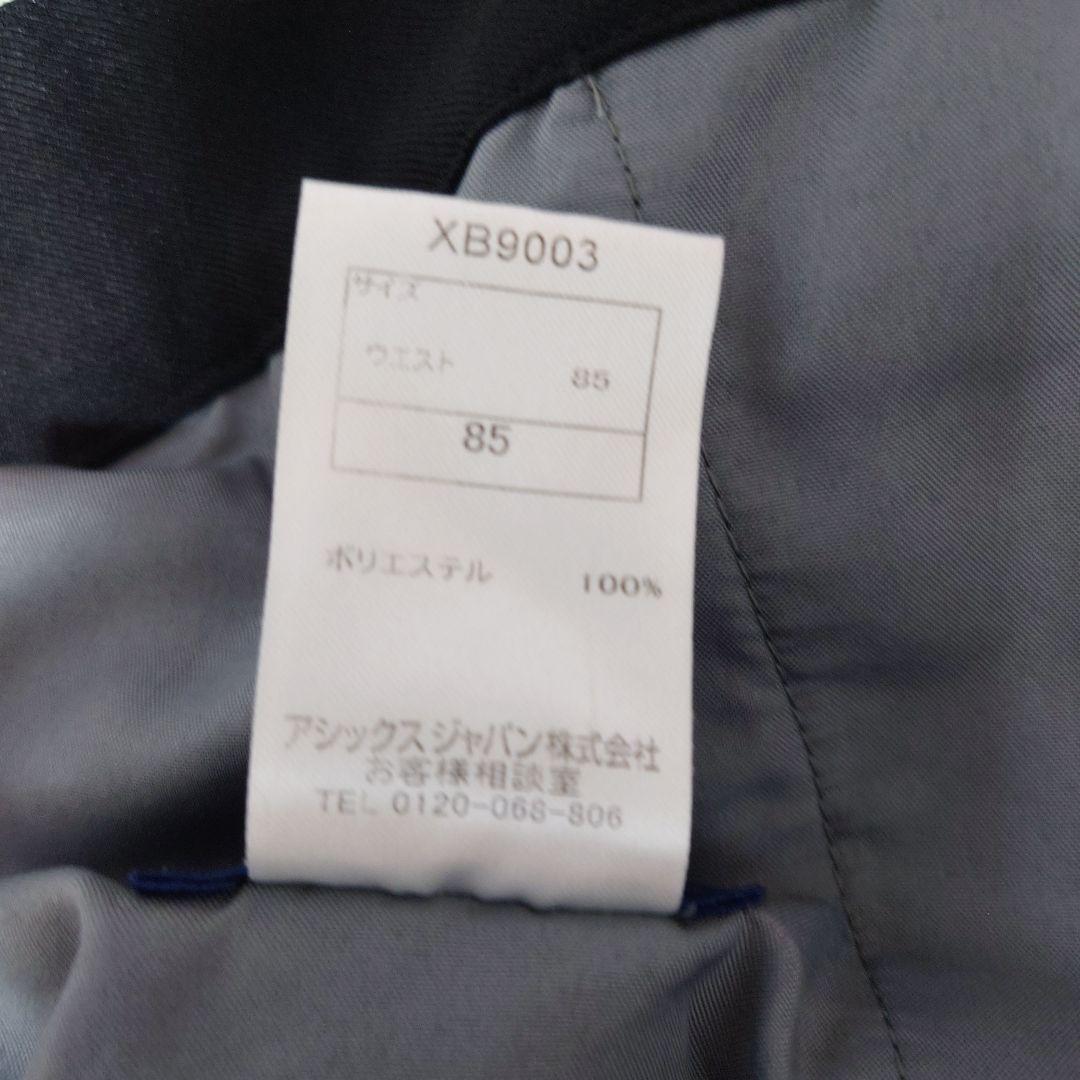 XB9003
サイズ
ウエスト 85
85
ポリエステル 100%
アシックスジャパン株式会社
お客様相談室
TEL 0120-068-806